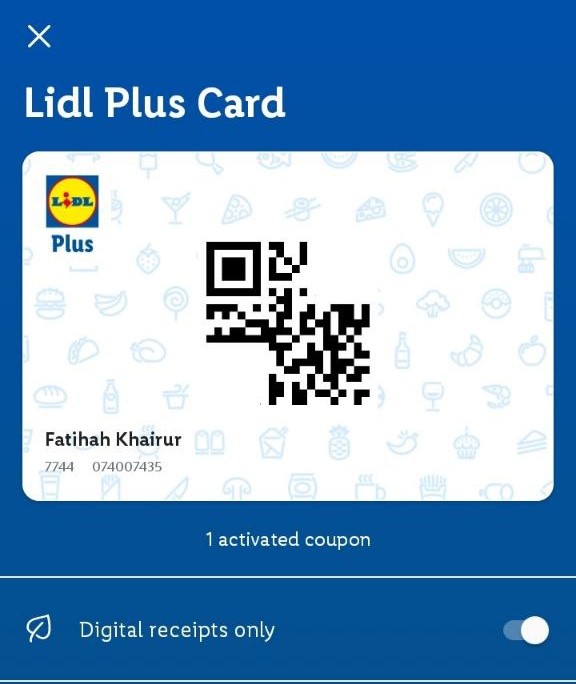 Lidl Plus Card
LiDL
Plus
Fatihah Khairur
7744 074007435
1 activated coupon
Digital receipts only